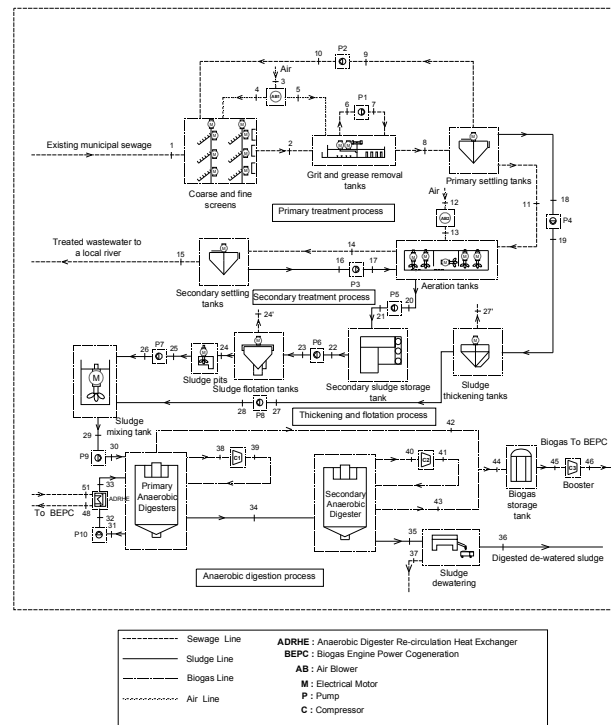 10 P2 9
Air
3
4 AB1 5
P1
6 7
Existing municipal sewage
1
2
8
M
Coarse and fine
screens
Grit and grease removal
tanks
Primary settling tanks
Primary treatment process
Air
12
AB2
13
11
18
P4
19
Treated wastewater to
a local river
15
14
16 17
P3
Secondary settling
tanks
Secondary treatment process
Aeration tanks
P5
20
21
24'
27'
P7
26 25
24
23 P6 22
Sludge pits
Sludge flotation tanks
Secondary sludge storage
tank
Sludge
thickening tanks
28 P8 27
Thickening and flotation process
Sludge
mixing tank
29
P9 30
33
51
ADRHE
48
To BEPC
32
31
P10
42
38 C1 39
40 C2 41
Primary
Anaerobic
Digesters
Secondary
Anaerobic
Digester
34
43
44
Biogas To BEPC
45 C3 46
Biogas
storage
tank
Booster
35
36
37
Sludge
dewatering
Digested de-watered sludge
Anaerobic digestion process
Sewage Line
Sludge Line
Biogas Line
Air Line
ADRHE : Anaerobic Digester Re-circulation Heat Exchanger
BEPC : Biogas Engine Power Cogeneration
AB : Air Blower
M : Electrical Motor
P : Pump
C : Compressor